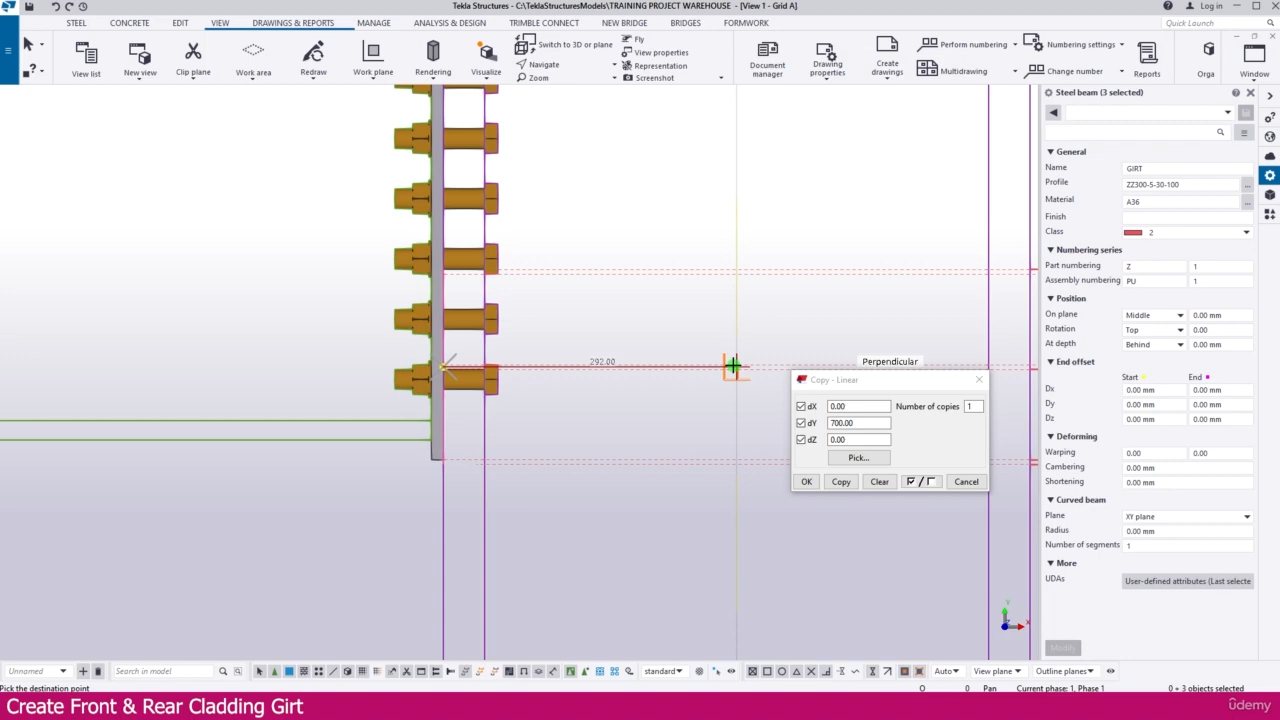 Tekla Structures - C:\TeklaStructuresModels\TRAINING PROJECT WAREHOUSE - [View 1 - Grid A]
Log in
STEEL CONCRETE EDIT VIEW DRAWINGS & REPORTS MANAGE ANALYSIS & DESIGN TRIMBLE CONNECT NEW BRIDGE BRIDGES FORMWORK
Quick Launch
View list
New view
Clip plane
Work area
Redraw
Work plane
Rendering
Visualize
Switch to 3D or plane
Navigate
Zoom
Fly
View properties
Representation
Screenshot
Document manager
Drawing properties
Create drawings
Perform numbering
Multidrawing
Numbering settings
Change number
Reports
Orga
Window
292.00
Perpendicular
Copy - Linear
dX 0.00 Number of copies 1
dY 700.00
dZ 0.00
Pick...
OK Copy / Clear Cancel
Steel beam (3 selected)
General
Name GIRT
Profile ZZ300-5-30-100
Material A36
Finish
Class 2
Numbering series
Part numbering Z 1
Assembly numbering PU 1
Position
On plane Middle 0.00 mm
Rotation Top 0.00
At depth Behind 0.00 mm
End offset
Start End
Dx 0.00 mm 0.00 mm
Dy 0.00 mm 0.00 mm
Dz 0.00 mm 0.00 mm
Deforming
Warping 0.00 0.00
Cambering 0.00 mm
Shortening 0.00 mm
Curved beam
Plane XY plane
Radius 0.00 mm
Number of segments 1
More
UDAs User-defined attributes (Last selecte
Modify
Unnamed Search in model standard Auto View plane Outline planes
Pick the destination point O 0 Pan Current phase: 1, Phase 1 0 + 3 objects selected
Create Front & Rear Cladding Girt
ûdemy